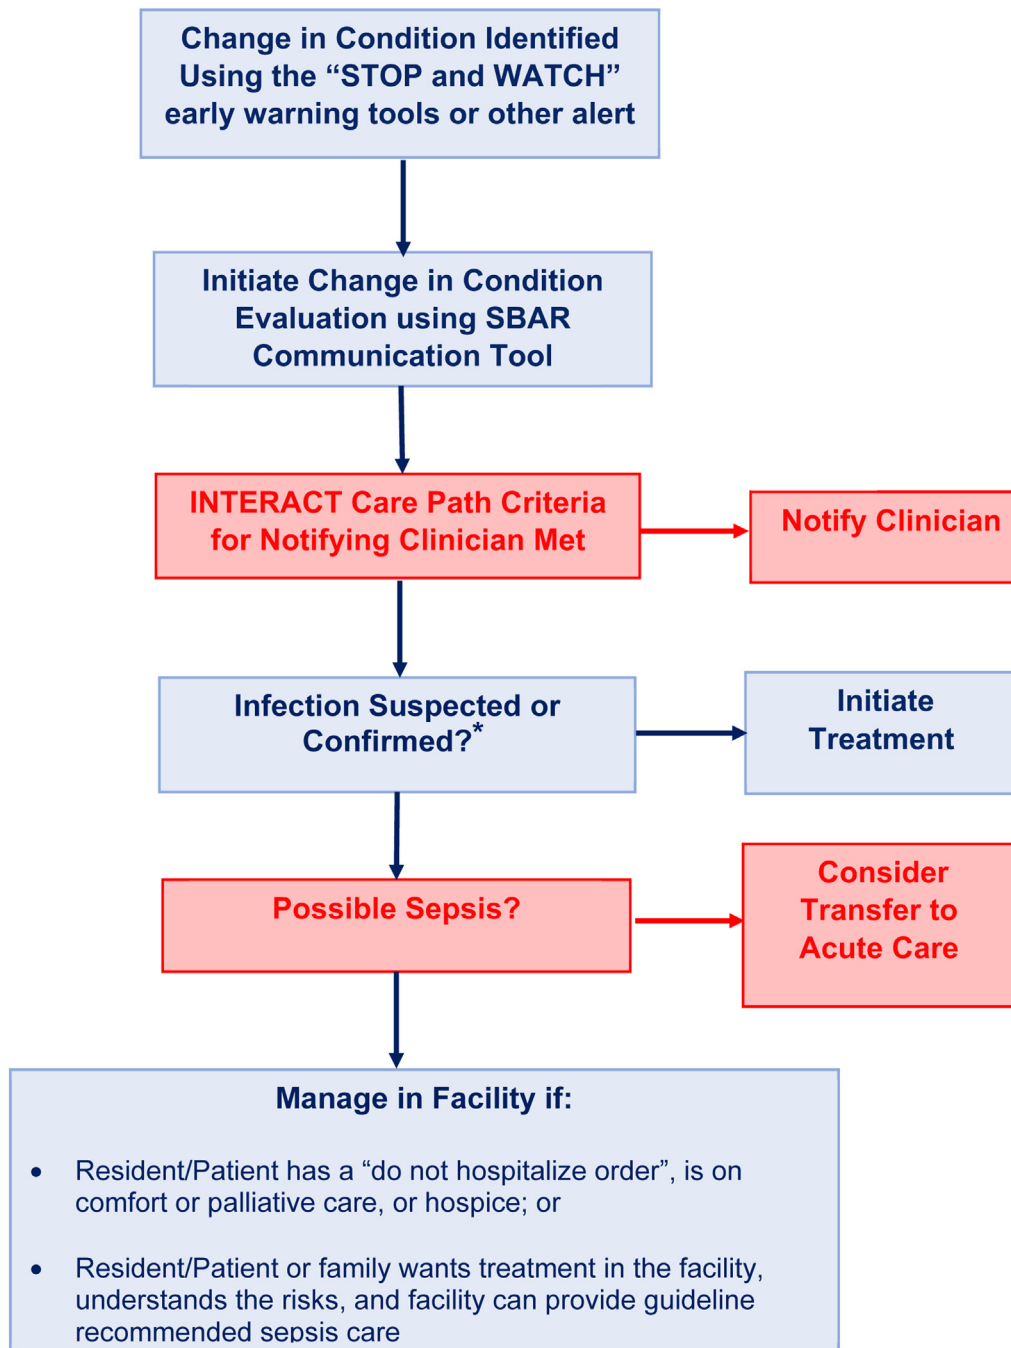 Change in Condition Identified
Using the “STOP and WATCH”
early warning tools or other alert
Initiate Change in Condition
Evaluation using SBAR
Communication Tool
INTERACT Care Path Criteria
for Notifying Clinician Met
Notify Clinician
Infection Suspected or
Confirmed?*
Initiate
Treatment
Possible Sepsis?
Consider
Transfer to
Acute Care
Manage in Facility if:
• Resident/Patient has a “do not hospitalize order”, is on
comfort or palliative care, or hospice; or
• Resident/Patient or family wants treatment in the facility,
understands the risks, and facility can provide guideline
recommended sepsis care